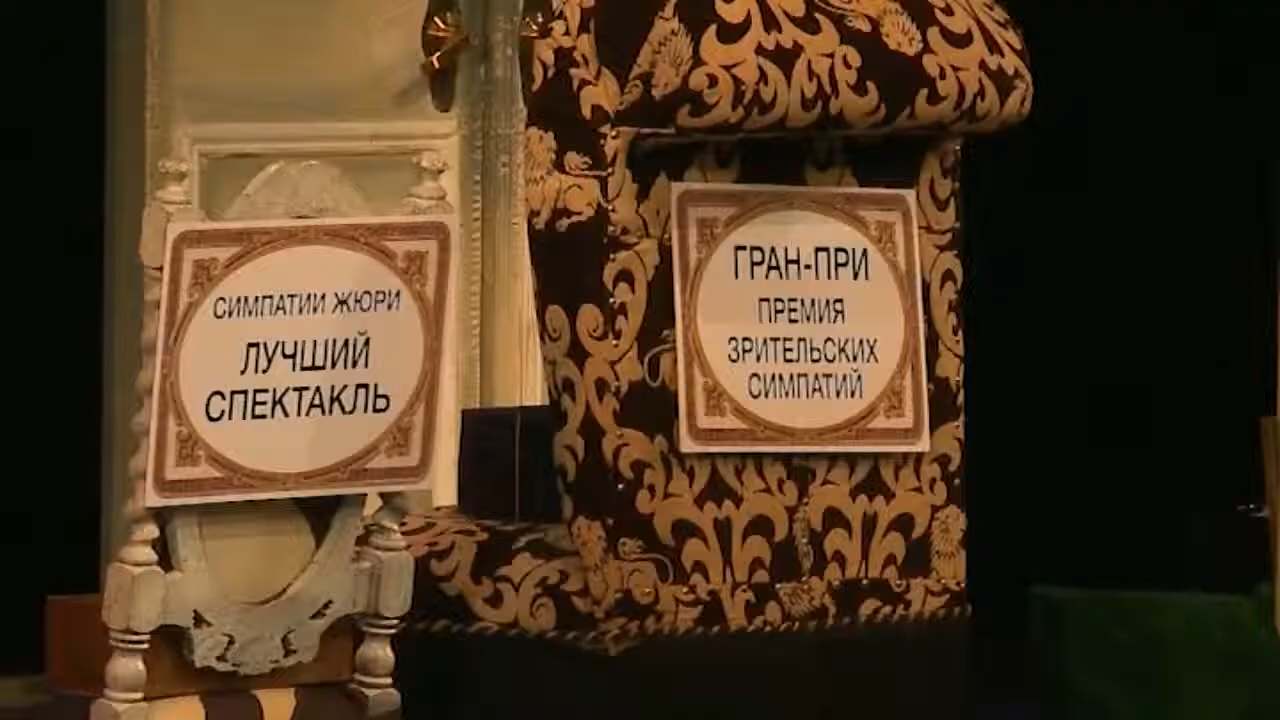 СИМПАТИИ ЖЮРИ
ЛУЧШИЙ
СПЕКТАКЛЬ
ГРАН-ПРИ
ПРЕМИЯ
ЗРИТЕЛЬСКИХ
СИМПАТИЙ